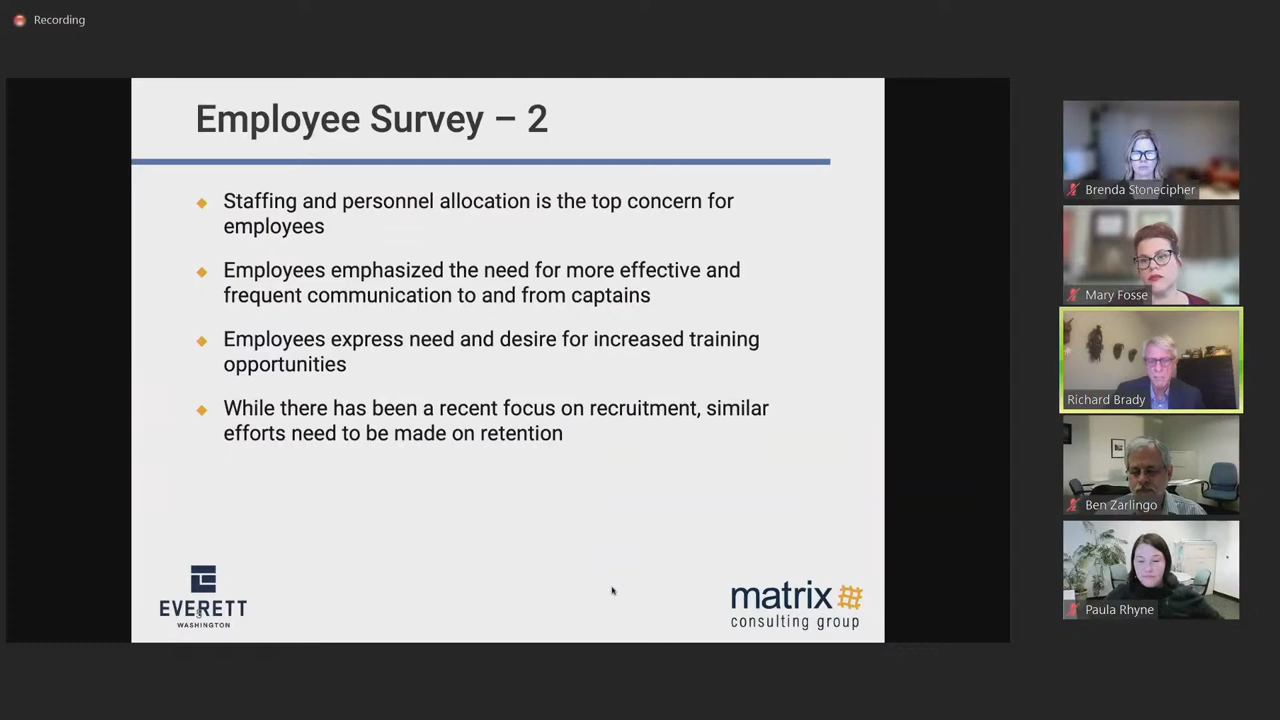 Recording
Employee Survey – 2
Staffing and personnel allocation is the top concern for
employees
Employees emphasized the need for more effective and
frequent communication to and from captains
Employees express need and desire for increased training
opportunities
While there has been a recent focus on recruitment, similar
efforts need to be made on retention
EVERETT
WASHINGTON
matrix
consulting group
Brenda Stonecipher
Mary Fosse
Richard Brady
Ben Zarlingo
Paula Rhyne